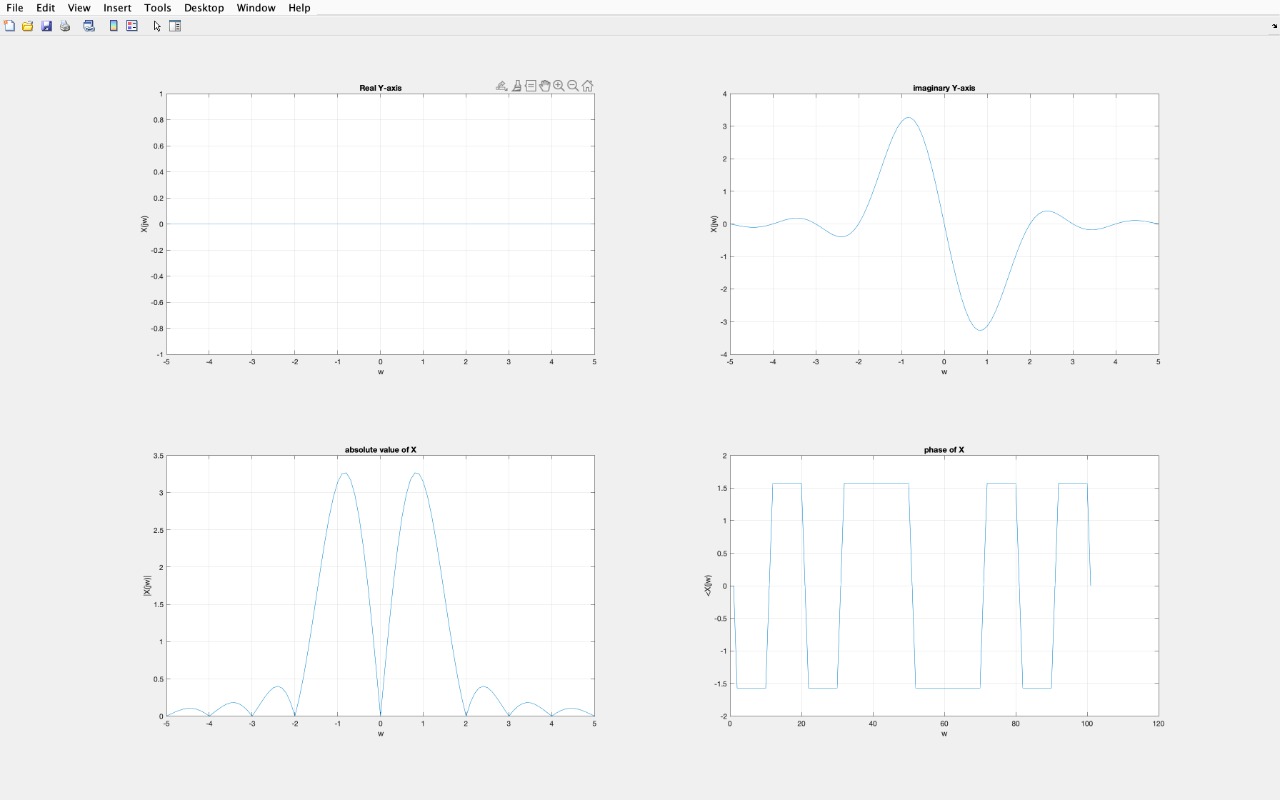 File Edit View Insert Tools Desktop Window Help
Real Y-axis
1
0.8
0.6
0.4
0.2
0
-0.2
-0.4
-0.6
-0.8
-1
X(jw)
-5 -4 -3 -2 -1 0 1 2 3 4 5
w
imaginary Y-axis
4
3
2
1
0
-1
-2
-3
-4
X(jw)
-5 -4 -3 -2 -1 0 1 2 3 4 5
w
absolute value of X
3.5
3
2.5
2
1.5
1
0.5
0
|X(jw)|
-5 -4 -3 -2 -1 0 1 2 3 4 5
w
phase of X
2
1.5
1
0.5
0
-0.5
-1
-1.5
-2
<X(jw)
0 20 40 60 80 100 120
w